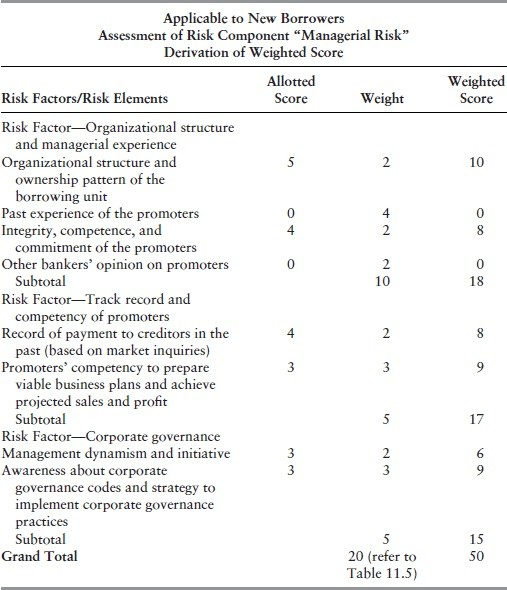 Applicable to New Borrowers
Assessment of Risk Component “Managerial Risk”
Derivation of Weighted Score
Risk Factors/Risk Elements Allotted Score Weight Weighted Score
Risk Factor—Organizational structure
and managerial experience
Organizational structure and 5 2 10
ownership pattern of the
borrowing unit
Past experience of the promoters 0 4 0
Integrity, competence, and 4 2 8
commitment of the promoters
Other bankers’ opinion on promoters 0 2 0
Subtotal 10 18
Risk Factor—Track record and
competency of promoters
Record of payment to creditors in the 4 2 8
past (based on market inquiries)
Promoters’ competency to prepare 3 3 9
viable business plans and achieve
projected sales and profit
Subtotal 5 17
Risk Factor—Corporate governance
Management dynamism and initiative 3 2 6
Awareness about corporate 3 3 9
governance codes and strategy to
implement corporate governance
practices
Subtotal 5 15
Grand Total 20 (refer to 50
Table 11.5)